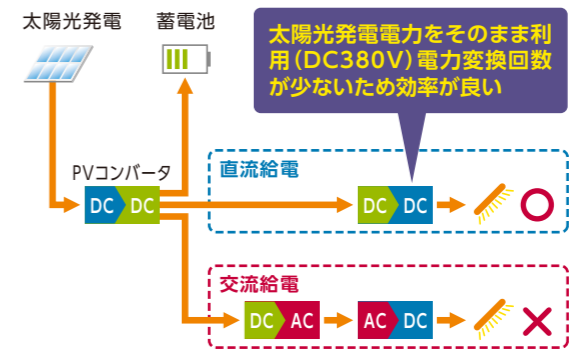 太陽光発電
蓄電池
太陽光発電電力をそのまま利
用(DC380V)電力変換回数
が少ないため効率が良い
PVコンバータ
DC DC
直流給電
DC DC
交流給電
DC AC
AC DC